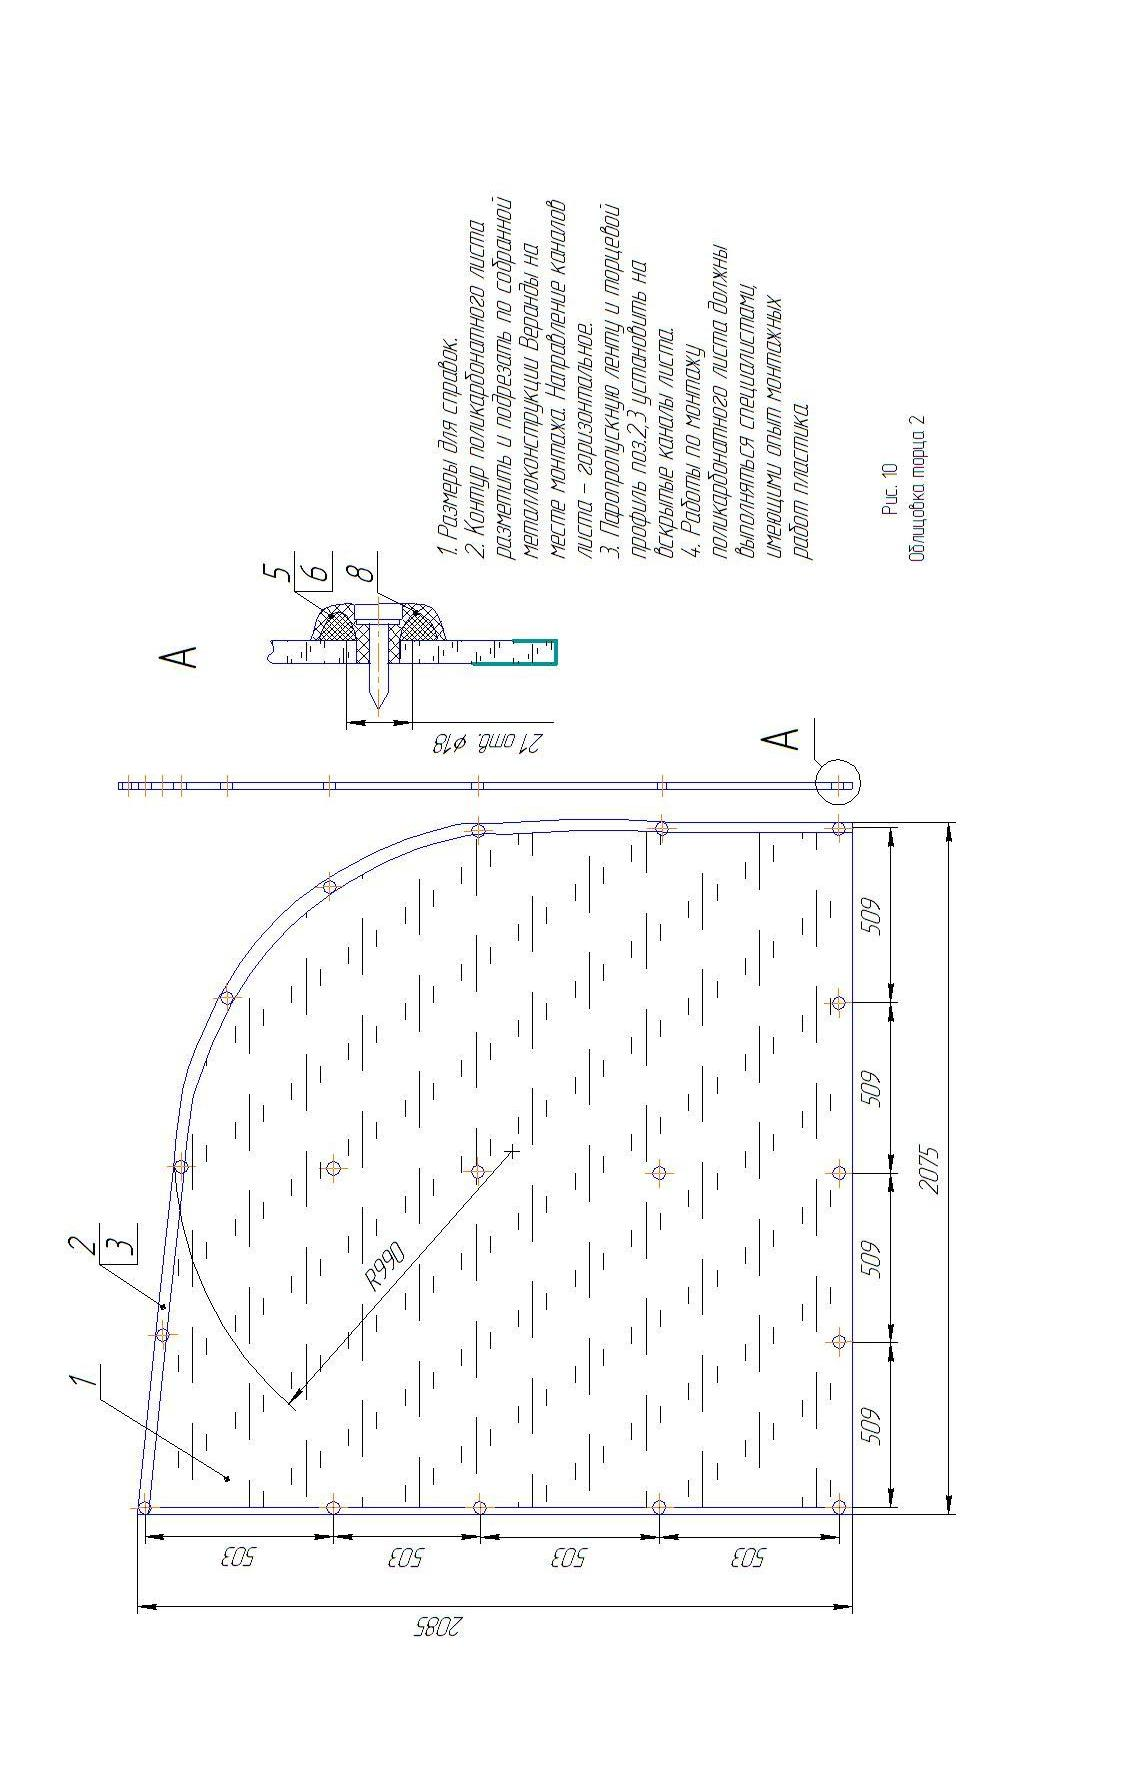 1. Размеры для справок.
2. Контур поликарбонатного листа
разметить и подрезать по собранной
металлоконструкции Веранды на
месте монтажа. Направление каналов
листа – горизонтальное.
3. Паропропускную ленту и торцевой
профиль поз.2,3 установить на
вскрытые каналы листа.
4. Работы по монтажу
поликарбонатного листа должны
выполняться специалистами,
имеющими опыт монтажных
работ пластика.
Рис. 10
Облицовка торца 2
А
5
6
8
21 отв. ⌀18
А
1
2
3
R990
503
503
503
503
2085
509
509
509
509
2075